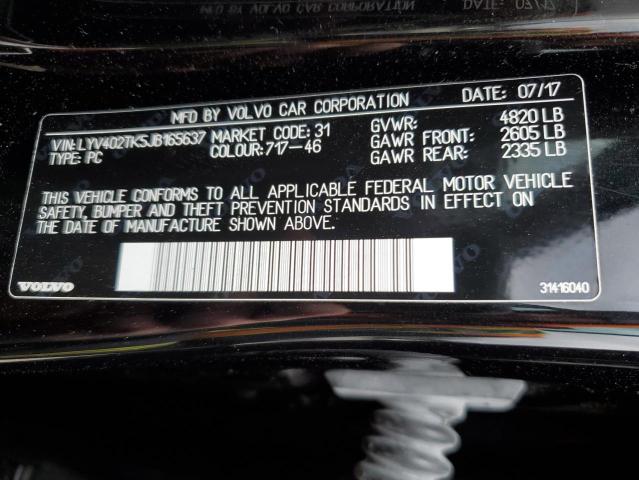 MFD BY VOLVO CAR CORPORATION DATE: 07/17
VIN:LYV402TK5JB165637 MARKET CODE: 31 GVWR: 4820 LB
TYPE: PC COLOUR:717-46 GAWR FRONT: 2605 LB
GAWR REAR: 2335 LB
THIS VEHICLE CONFORMS TO ALL APPLICABLE FEDERAL MOTOR VEHICLE
SAFETY, BUMPER AND THEFT PREVENTION STANDARDS IN EFFECT ON
THE DATE OF MANUFACTURE SHOWN ABOVE.
VOLVO 31416040